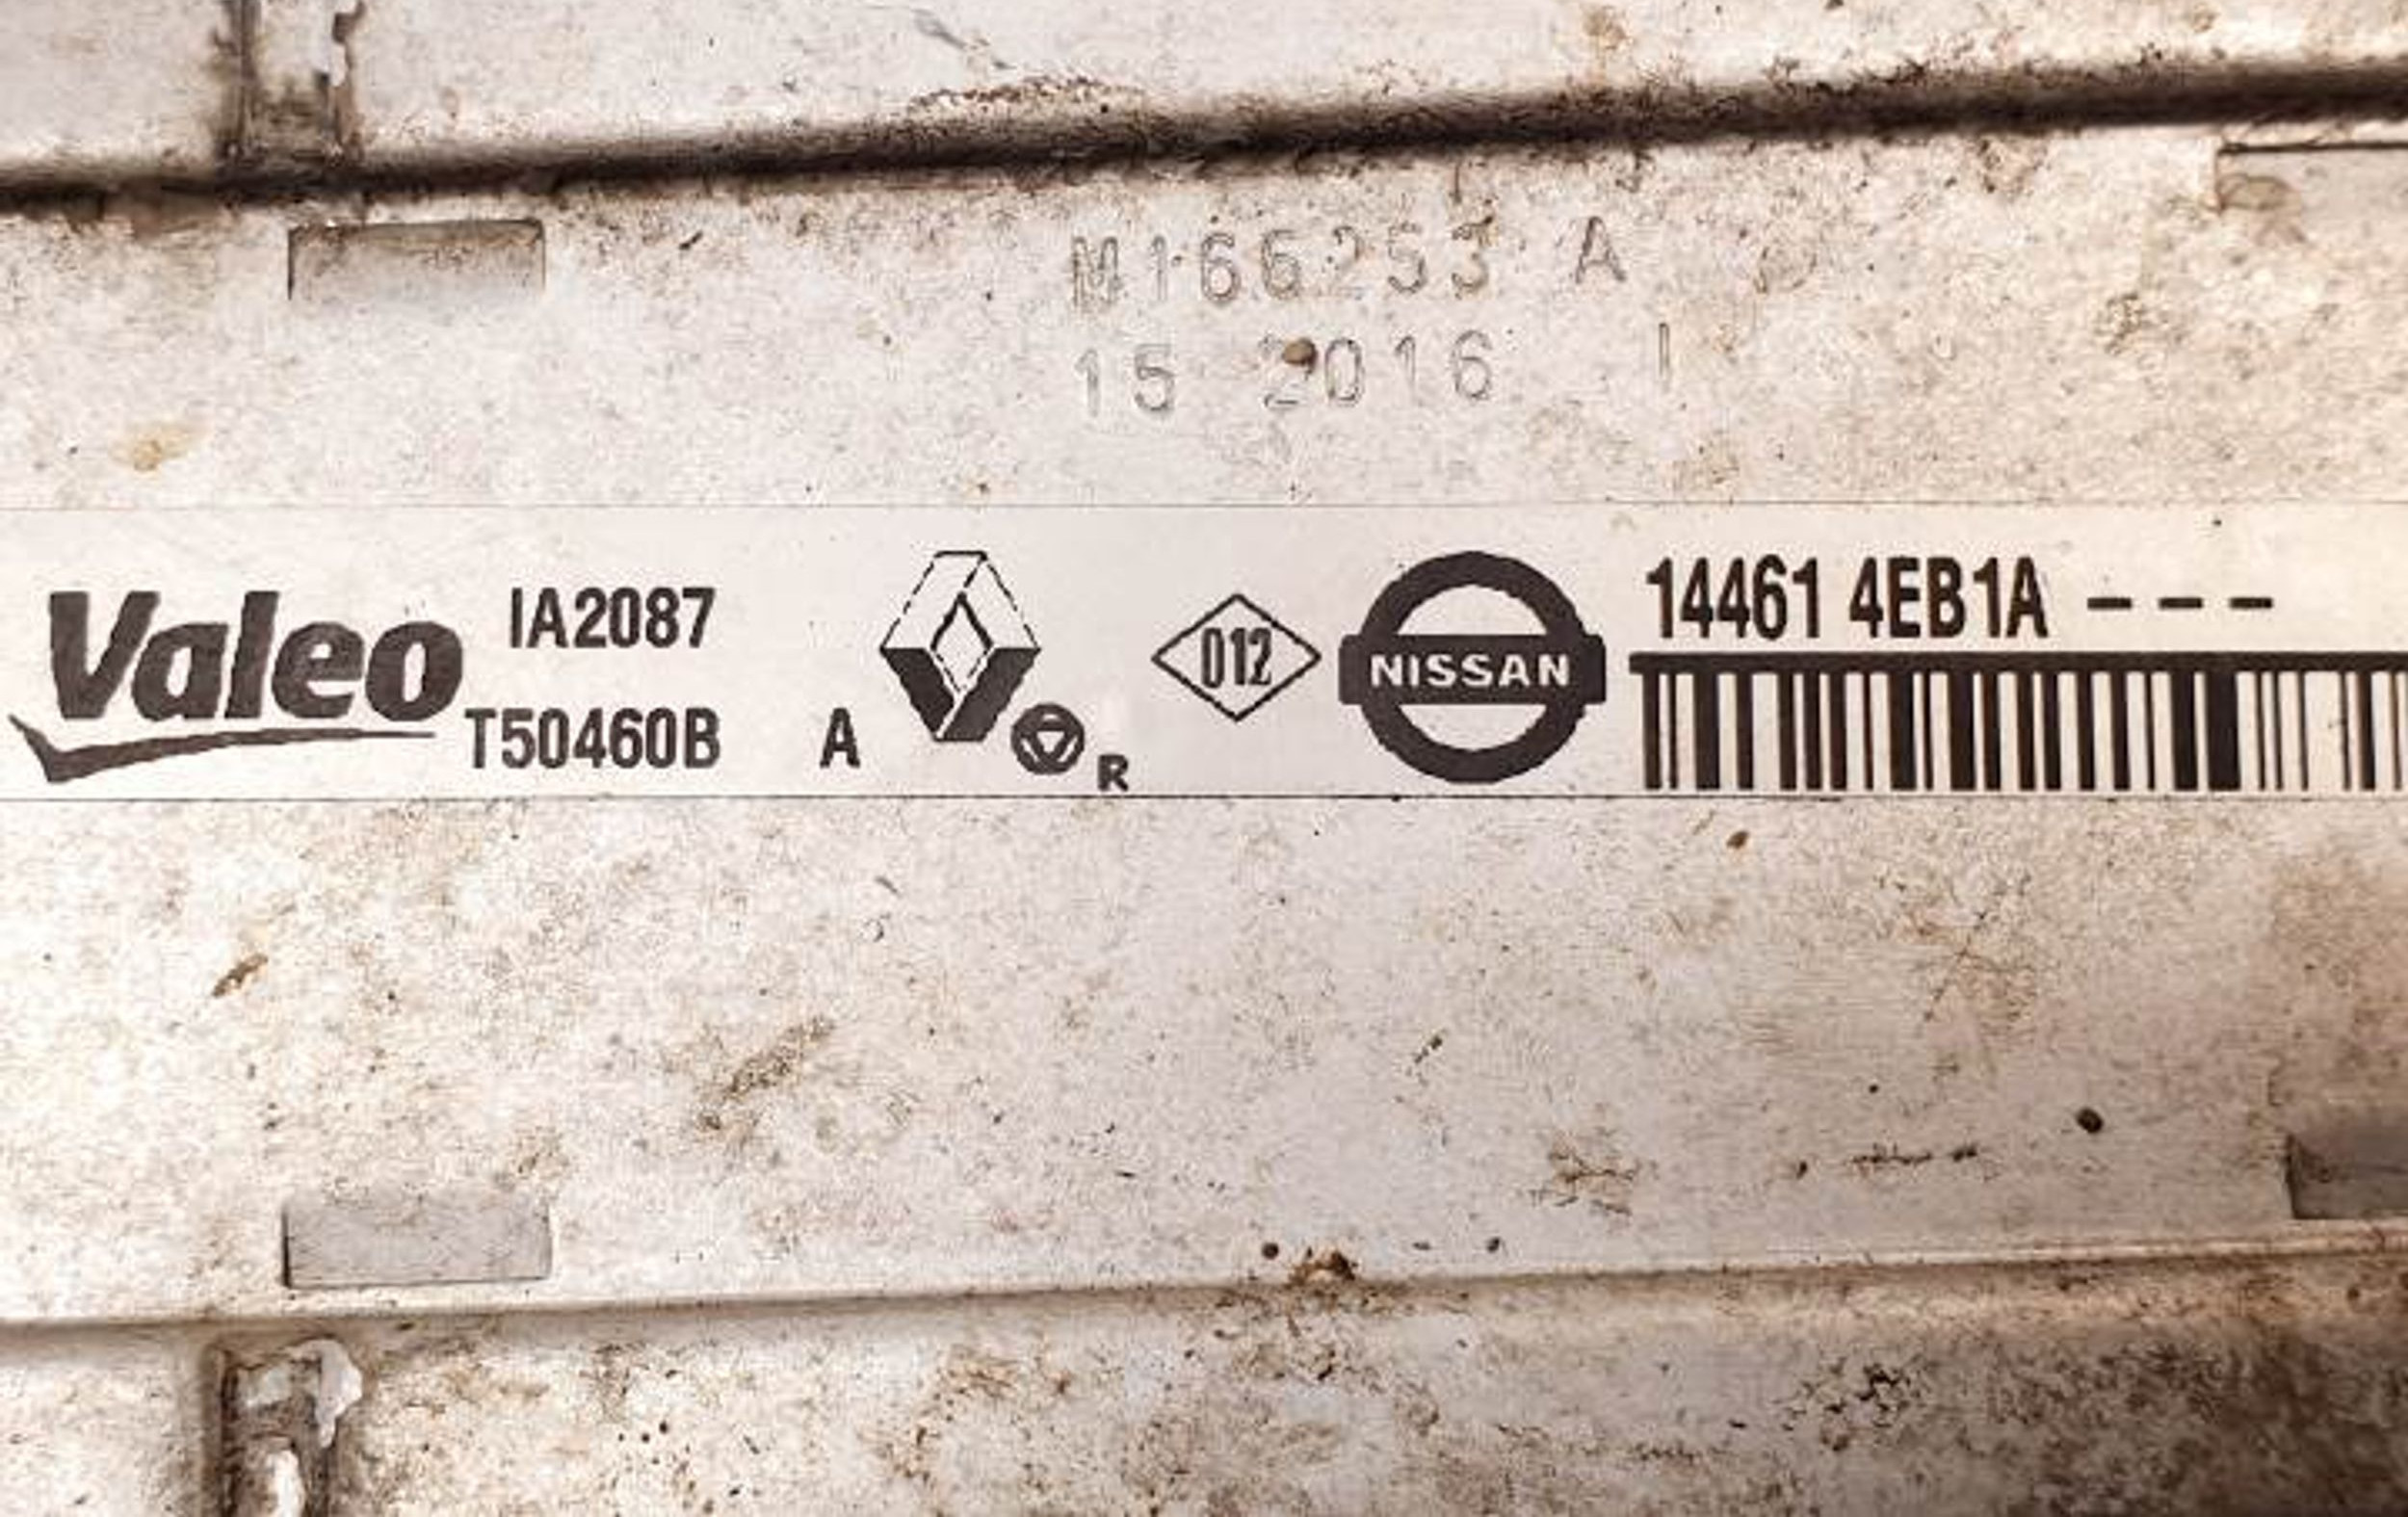 M166253 A
15 2016 I
Valeo IA2087
T50460B A
R
012
NISSAN
14461 4EB1A ---